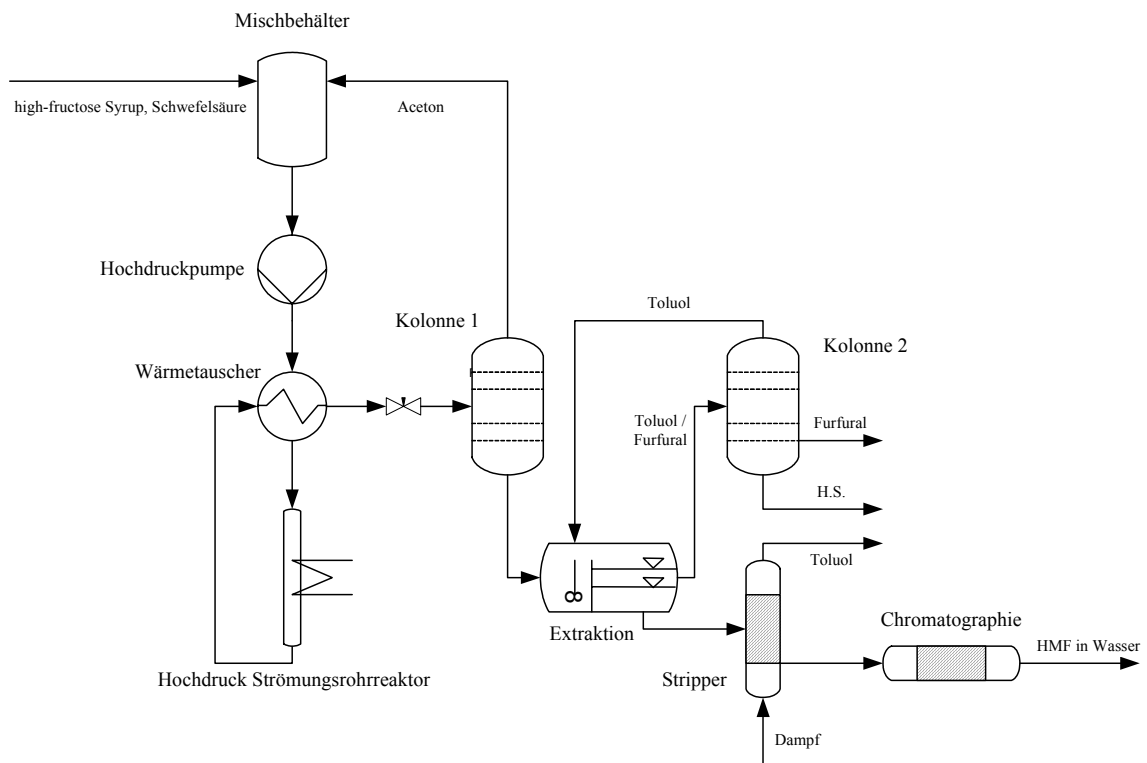 Mischbehälter
high-fructose Syrup, Schwefelsäure
Aceton
Hochdruckpumpe
Kolonne 1
Toluol
Kolonne 2
Wärmetauscher
Toluol /
Furfural
Furfural
H.S.
Toluol
Extraktion
Chromatographie
HMF in Wasser
Hochdruck Strömungsrohrreaktor
Stripper
Dampf